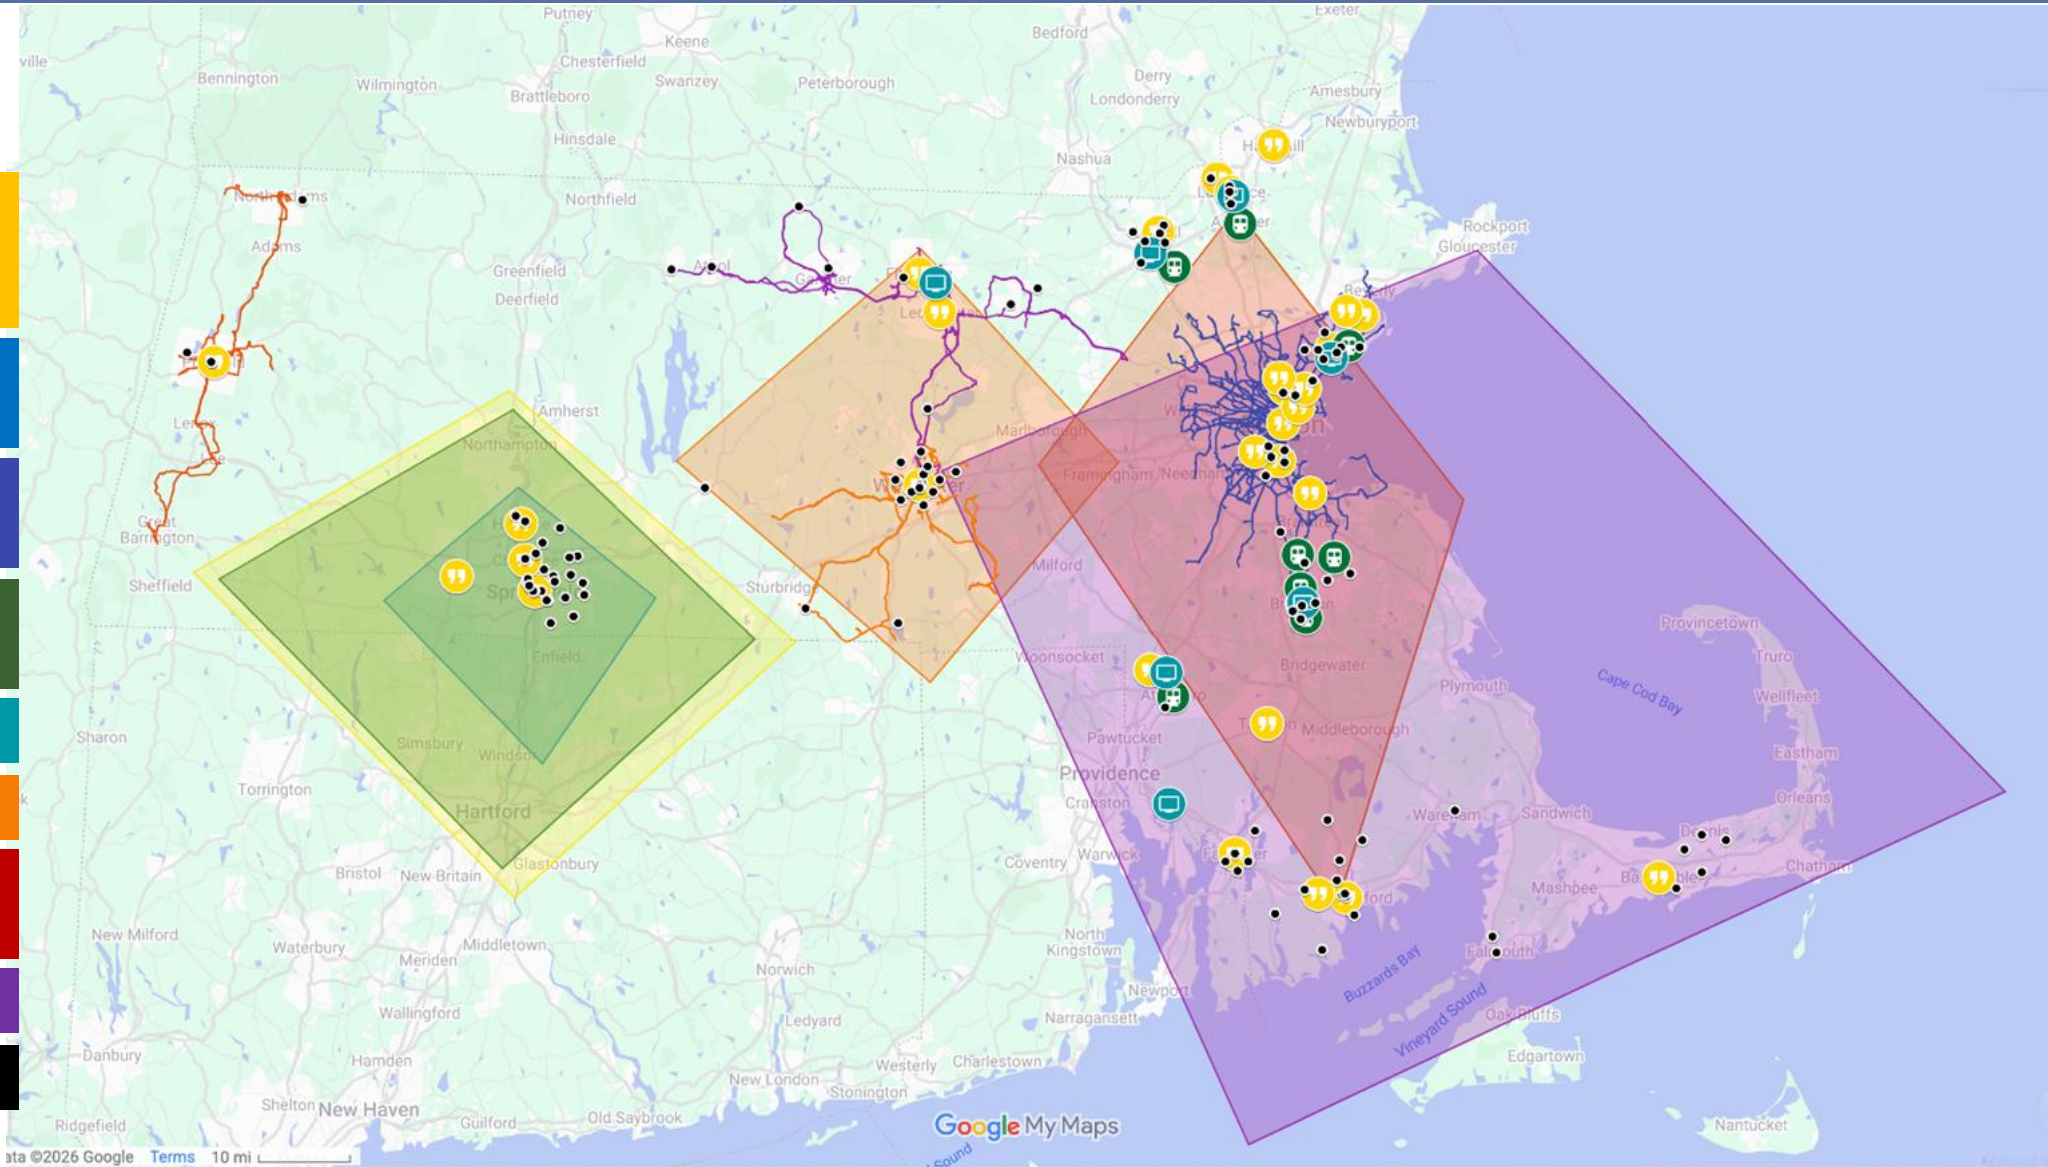 Putney
Exeter
Bedford
Keene
Chesterfield
ville
Bennington
Wilmington
Swanzey
Peterborough
Derry
Londonderry
Amesbury
Brattleboro
Newburyport
Hinsdale
Nashua
Northfield
Rockport
Gloucester
Adams
Greenfield
Deerfield
Beverly
Amherst
Northampton
Marlborough
Framingham
Needham
Great
Barrington
Sheffield
Sturbridge
Milford
Enfield
Woonsocket
Bridgewater
Provincetown
Truro
Plymouth
Cape Cod Bay
Wellfleet
Sharon
Simsbury
Windsor
Pawtucket
Middleborough
Eastham
Providence
Torrington
Hartford
Cranston
Wareham
Sandwich
Orleans
Dennis
Bristol
New Britain
Glastonbury
Coventry
Warwick
Mashpee
Chatham
New Milford
Waterbury
Middletown
Meriden
North
Kingstown
Falmouth
Norwich
Buzzards Bay
Newport
Wallingford
Ledyard
Narragansett
Vineyard Sound
Oak Bluffs
Danbury
Hamden
Westerly
Charlestown
Edgartown
New London
Stonington
Shelton
New Haven
Guilford
Old Saybrook
Ridgefield
Google My Maps
Nantucket
ata ©2026 Google Terms 10 mi
Sound